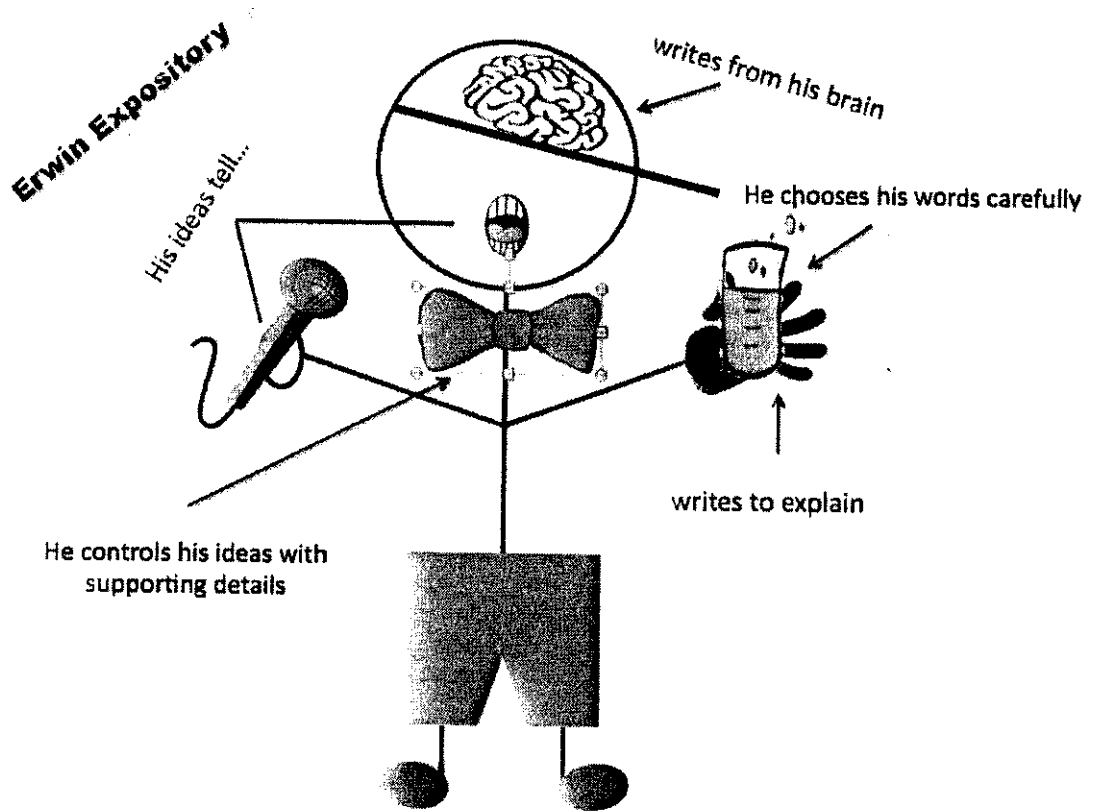 Erwin Expository
writes from his brain
His ideas tell...
He chooses his words carefully
writes to explain
He controls his ideas with
supporting details